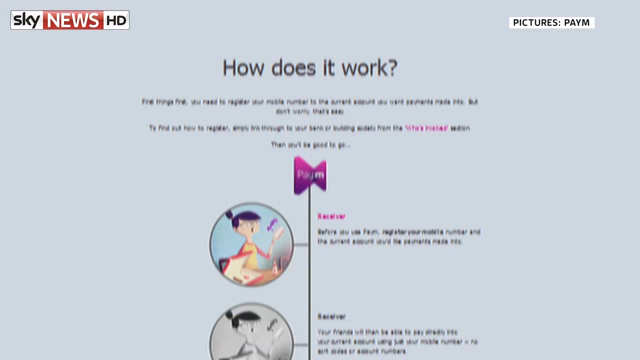 sky NEWS HD
PICTURES: PAYM
How does it work?
First things first, you need to register your mobile number to the current account you want payments made into. But
don't worry, that's easy.
To find out how to register, simply link through to your bank or building society from the 'Who's involved' section.
Then you'll be good to go...
Paym
Receiver
Before you use Paym, register your mobile number and
the current account you'd like payments made into.
Receiver
Your friends will then be able to pay directly into
your current account using just your mobile number – no
sort codes or account numbers.